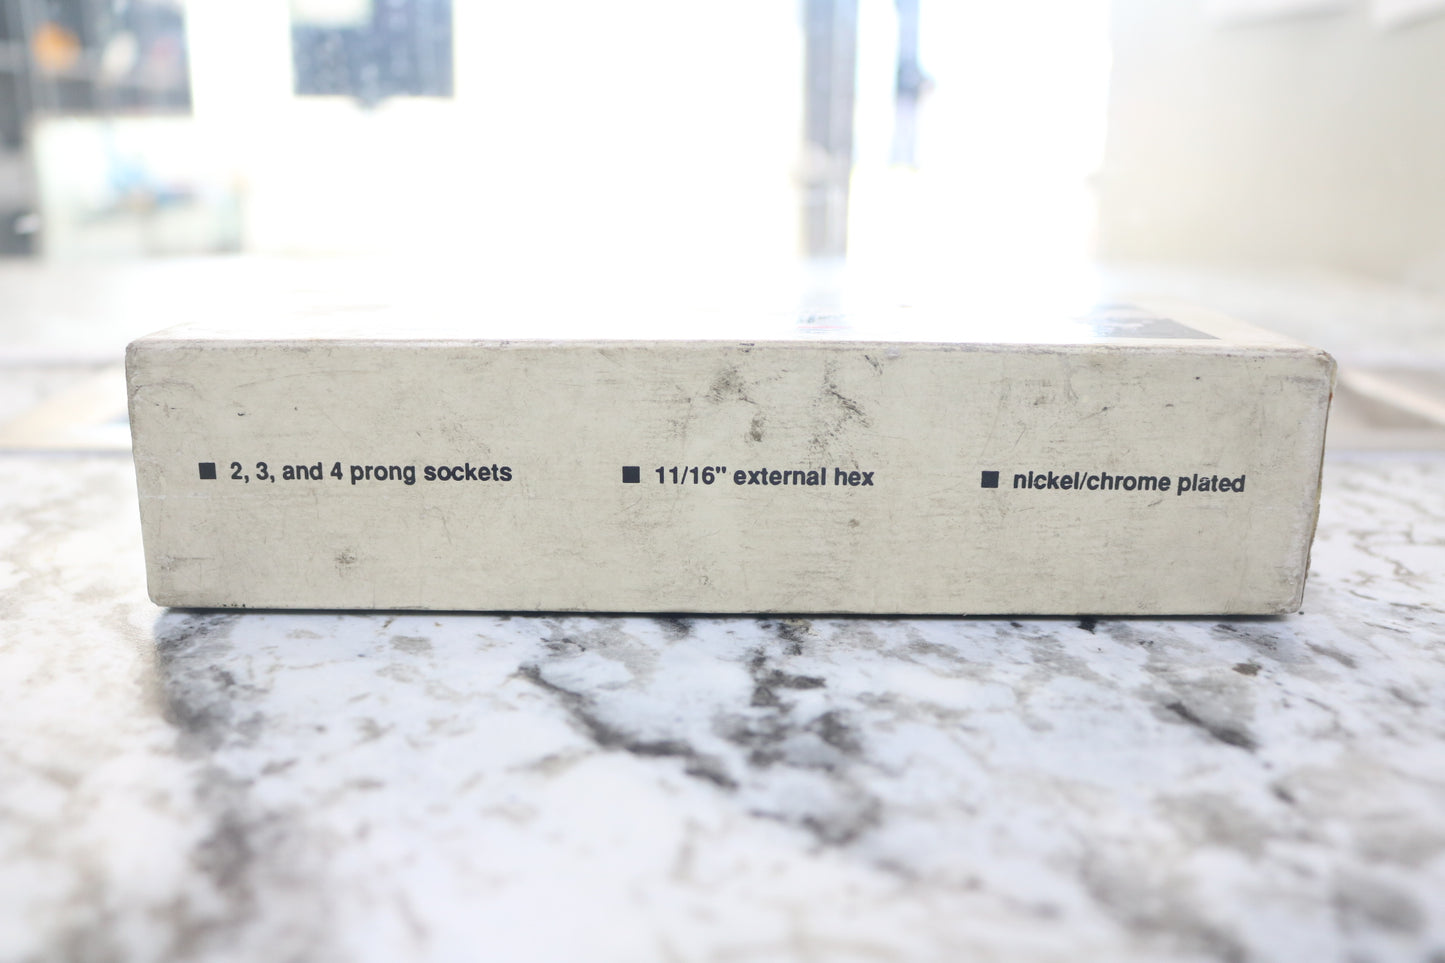 ■ 2, 3, and 4 prong sockets ■ 11/16" external hex ■ nickel/chrome plated